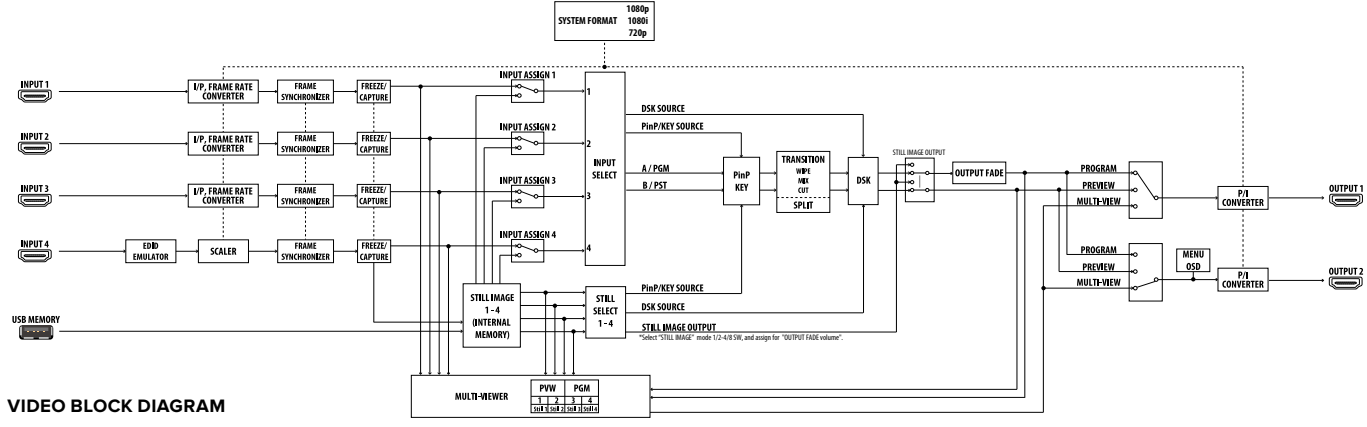 SYSTEM FORMAT
1080p
1080i
720p
INPUT 1
I/P, FRAME RATE
CONVERTER
FRAME
SYNCHRONIZER
FREEZE/
CAPTURE
INPUT ASSIGN 1
1
INPUT 2
I/P, FRAME RATE
CONVERTER
FRAME
SYNCHRONIZER
FREEZE/
CAPTURE
INPUT ASSIGN 2
2
INPUT 3
I/P, FRAME RATE
CONVERTER
FRAME
SYNCHRONIZER
FREEZE/
CAPTURE
INPUT ASSIGN 3
3
INPUT 4
EDID
EMULATOR
SCALER
FRAME
SYNCHRONIZER
FREEZE/
CAPTURE
INPUT ASSIGN 4
4
INPUT
SELECT
DSK SOURCE
PinP/KEY SOURCE
A / PGM
B / PST
PinP
KEY
TRANSITION
WIPE
MIX
CUT
SPLIT
DSK
STILL IMAGE OUTPUT
OUTPUT FADE
PROGRAM
PREVIEW
MULTI-VIEW
P/I
CONVERTER
OUTPUT 1
PROGRAM
PREVIEW
MULTI-VIEW
MENU
OSD
P/I
CONVERTER
OUTPUT 2
USB MEMORY
STILL IMAGE
1 - 4
(INTERNAL
MEMORY)
STILL
SELECT
1 - 4
PinP/KEY SOURCE
DSK SOURCE
STILL IMAGE OUTPUT
*Select "STILL IMAGE" mode 1/2-4/8 SW, and assign for "OUTPUT FADE volume".
MULTI-VIEWER
PVW PGM
1 2 3 4
Still 1 Still 2 Still 3 Still 4
VIDEO BLOCK DIAGRAM